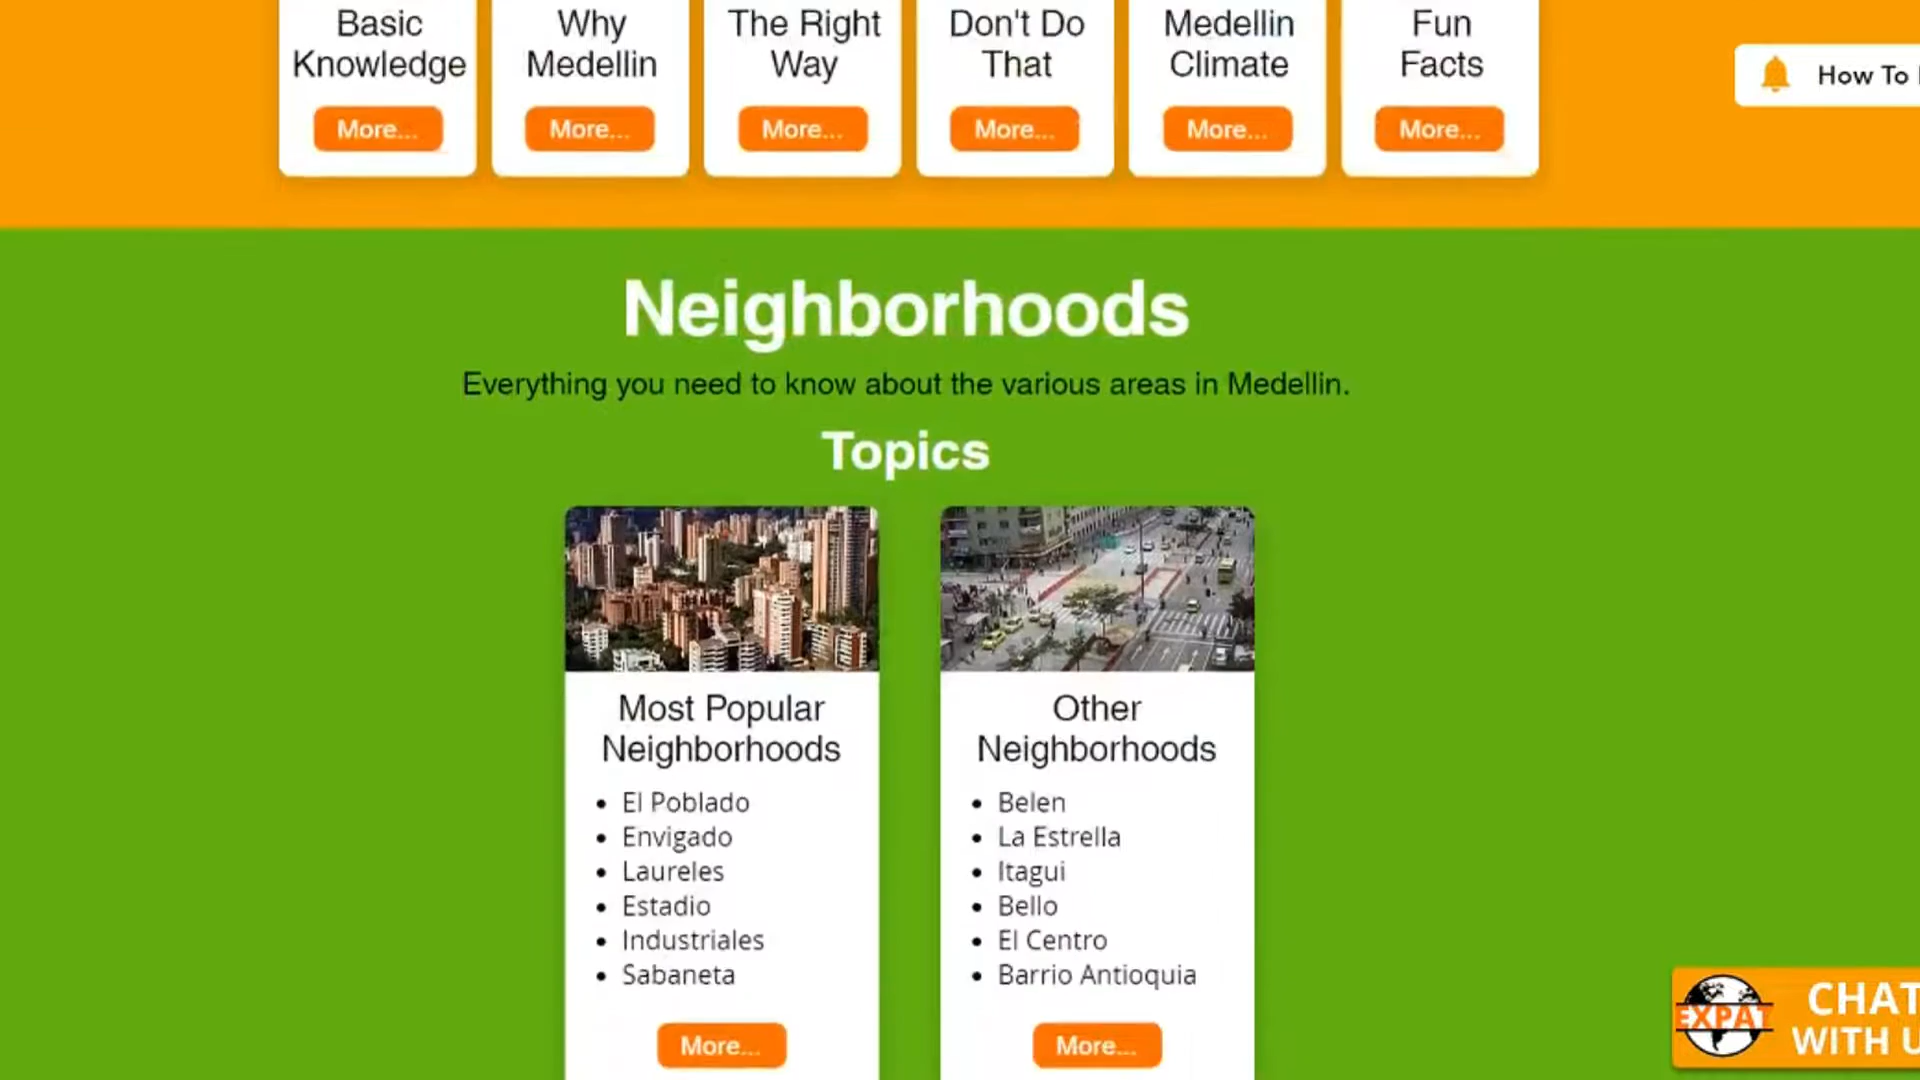 Basic
Knowledge
More...
Why
Medellin
More...
The Right
Way
More...
Don't Do
That
More...
Medellin
Climate
More...
Fun
Facts
More...
How To
Neighborhoods
Everything you need to know about the various areas in Medellin.
Topics
Most Popular
Neighborhoods
El Poblado
Envigado
Laureles
Estadio
Industriales
Sabaneta
More...
Other
Neighborhoods
Belen
La Estrella
Itagui
Bello
El Centro
Barrio Antioquia
More...
EXPAT
CHAT
WITH U